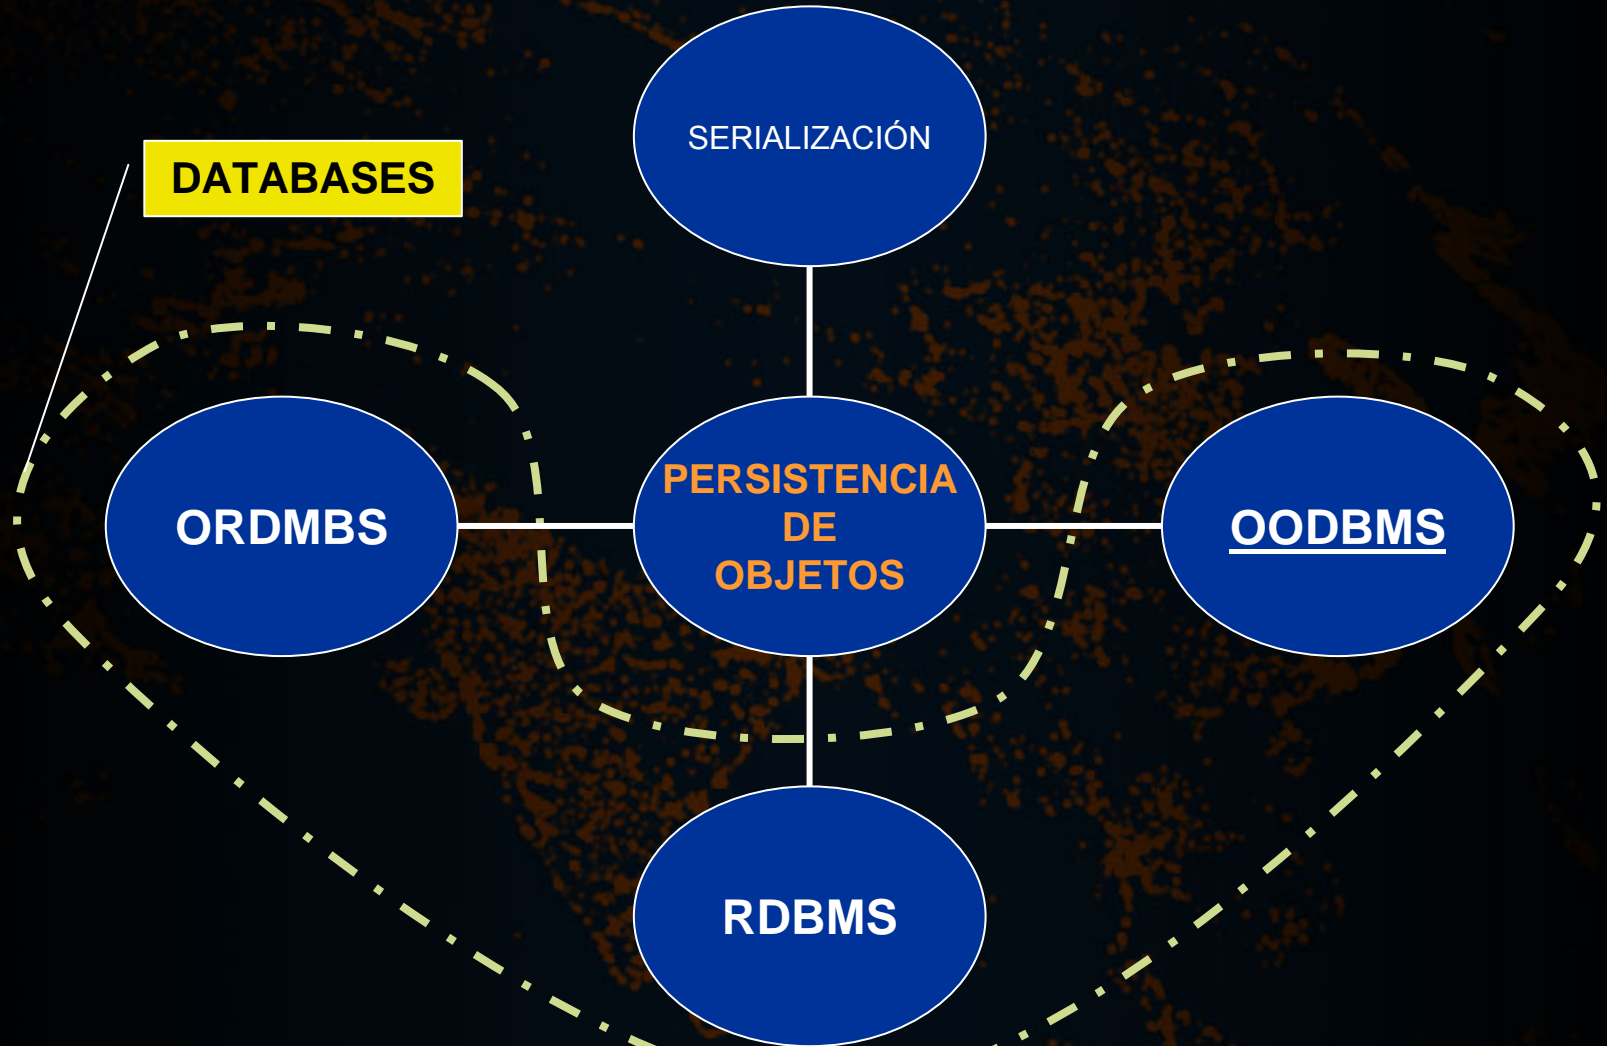 SERIALIZACIÓN
DATABASES
ORDMBS
PERSISTENCIA
DE
OBJETOS
OODBMS
RDBMS